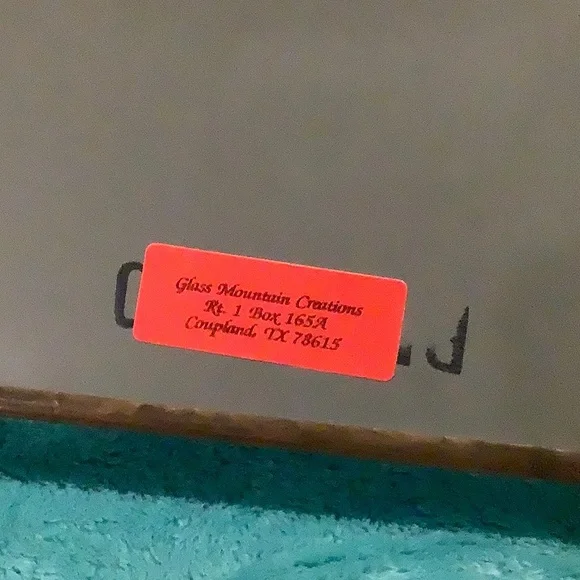 Glass Mountain Creations
Rt. 1 Box 165A
Coupland, TX 78615